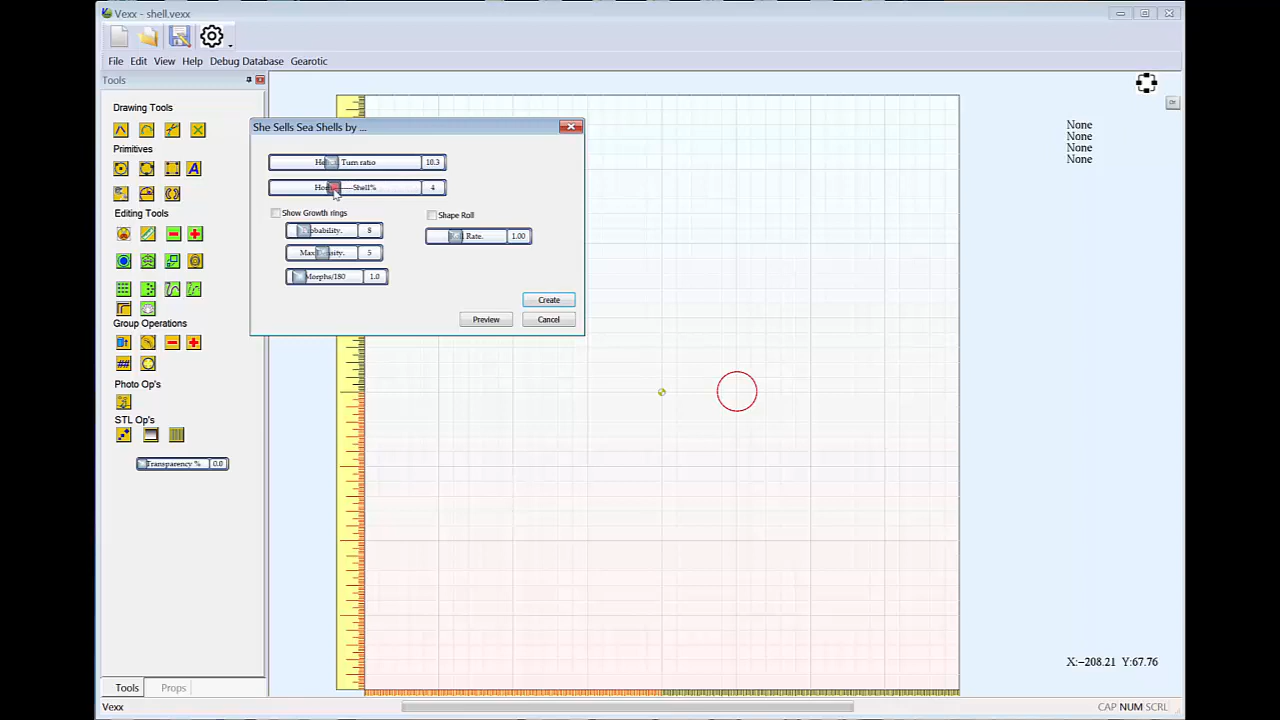 Vexx - shell.vexx
File Edit View Help Debug Database Gearotic
Tools
Drawing Tools
Primitives
A
Editing Tools
Group Operations
Photo Op's
STL Op's
Transparency % 0.0
She Sells Sea Shells by ...
Turn ratio 10.3
Shell% 4
Show Growth rings
Shape Roll
8
Rate. 1.00
5
Morphs/180 1.0
Create
Preview Cancel
None
None
None
None
X:-208.21 Y:67.76
Tools Props
Vexx
CAP NUM SCRL